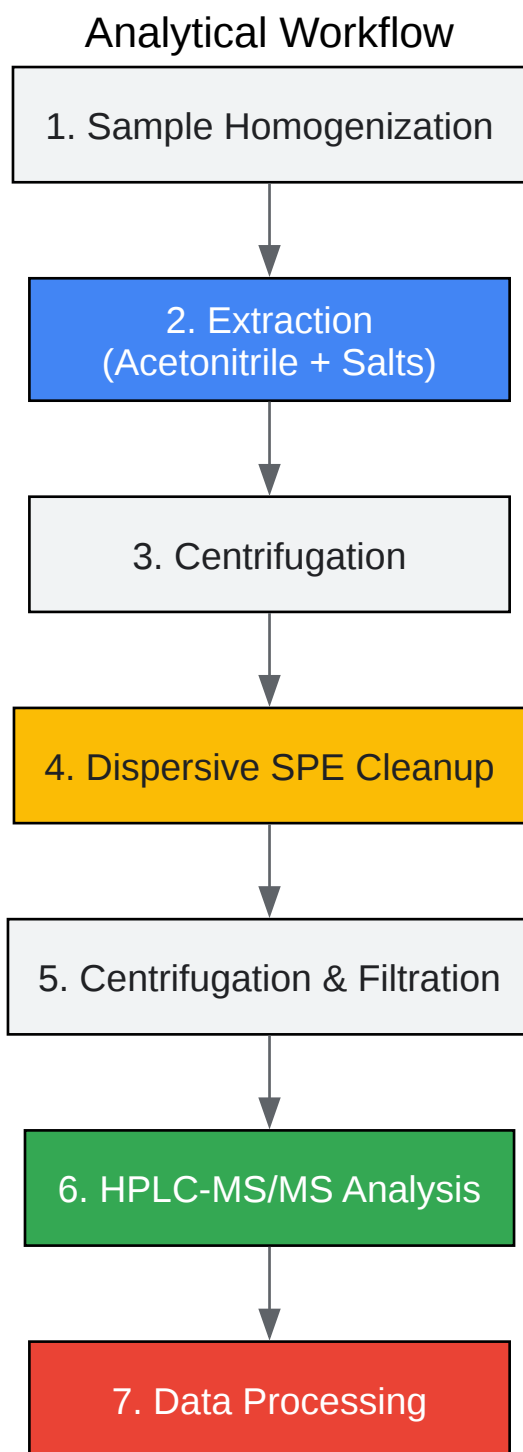 Analytical Workflow
1. Sample Homogenization
2. Extraction
(Acetonitrile + Salts)
3. Centrifugation
4. Dispersive SPE Cleanup
5. Centrifugation & Filtration
6. HPLC-MS/MS Analysis
7. Data Processing